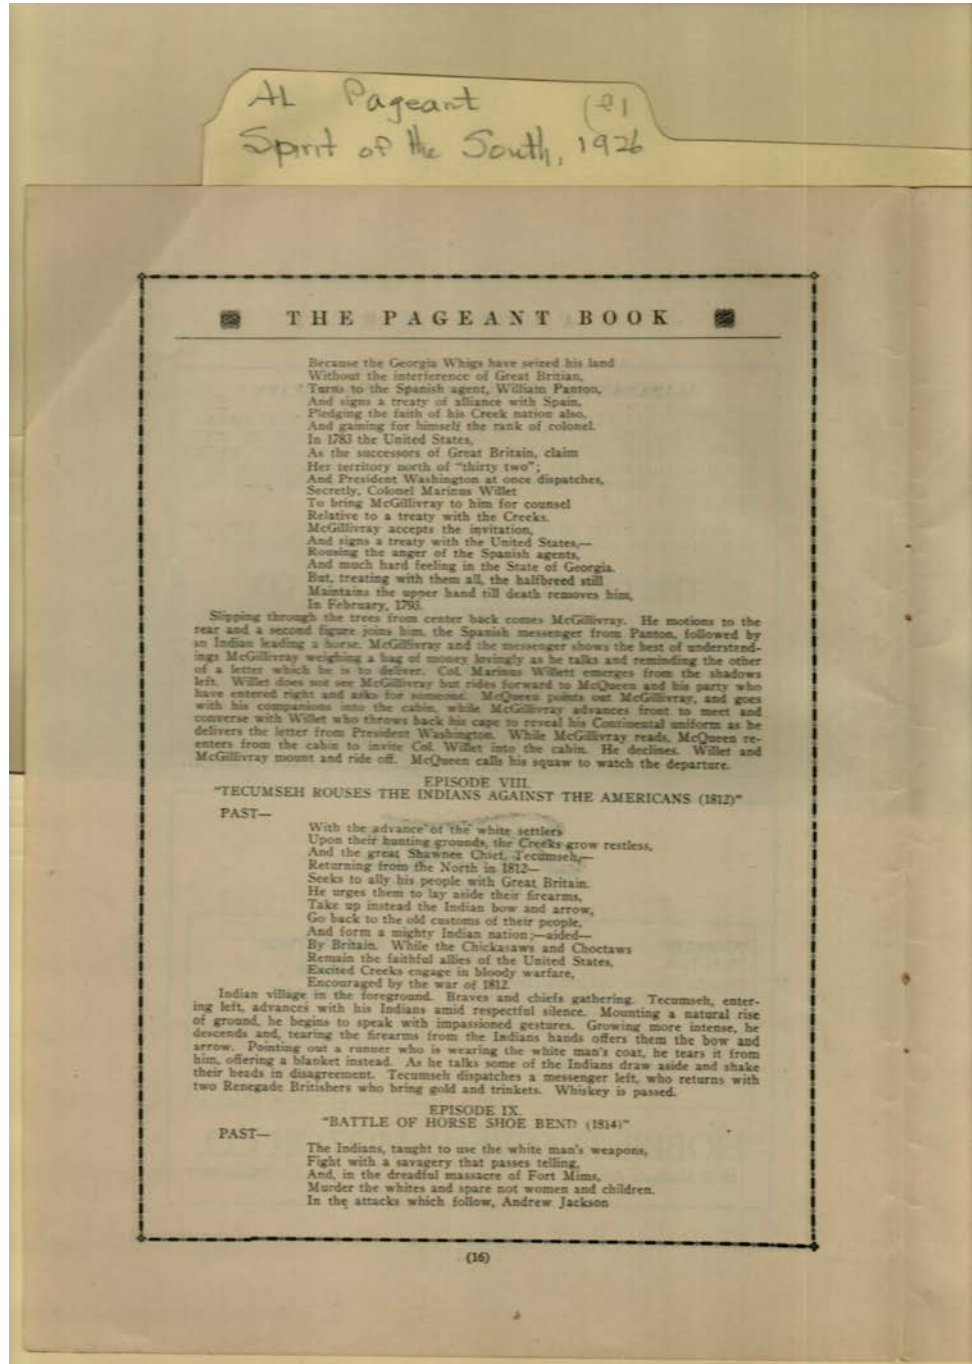 AL Pageant (P)
Spirit of the South, 1926
THE PAGEANT BOOK
Because the Georgia Whigs have seized his land
Without the interference of Great Britian,
Turns to the Spanish agent, William Panton,
And signs a treaty of alliance with Spain,
Pledging the faith of his Creek nation also,
And gaining for himself the rank of colonel.
In 1783 the United States,
As the successors of Great Britain, claim
Her territory north of "thirty two";
And President Washington at once dispatches,
Secretly, Colonel Marinus Willet
To bring McGillivray to him for counsel
Relative to a treaty with the Creeks.
McGillivray accepts the invitation,
And signs a treaty with the United States,—
Rousing the anger of the Spanish agents,
And much hard feeling in the State of Georgia.
But, treating with them all, the halfbreed still
Maintains the upper hand till death removes him,
In February, 1793.
Slipping through the trees from center back comes McGillivray. He motions to the
rear and a second figure joins him, the Spanish messenger from Panton, followed by
an Indian leading a horse. McGillivray and the messenger shows the best of understand-
ings McGillivray weighing a bag of money lovingly as he talks and reminding the other
of a letter which he is to deliver. Col. Marinus Willett emerges from the shadows
left. Willet does not see McGillivray but rides forward to McQueen and his party who
have entered right and asks for someone. McQueen points out McGillivray, and goes
with his companions into the cabin, while McGillivray advances front to meet and
converse with Willet who throws back his cape to reveal his Continental uniform as he
delivers the letter from President Washington. While McGillivray reads, McQueen re-
enters from the cabin to invite Col. Willet into the cabin. He declines. Willet and
McGillivray mount and ride off. McQueen calls his squaw to watch the departure.
EPISODE VIII.
"TECUMSEH ROUSES THE INDIANS AGAINST THE AMERICANS (1812)"
PAST—
With the advance of the white settlers
Upon their hunting grounds, the Creeks grow restless,
And the great Shawnee Chief, Tecumseh,—
Returning from the North in 1812—
Seeks to ally his people with Great Britain.
He urges them to lay aside their firearms,
Take up instead the Indian bow and arrow,
Go back to the old customs of their people,
And form a mighty Indian nation;—aided—
By Britain. While the Chickasaws and Choctaws
Remain the faithful allies of the United States,
Excited Creeks engage in bloody warfare,
Encouraged by the war of 1812.
Indian village in the foreground. Braves and chiefs gathering. Tecumseh, enter-
ing left, advances with his Indians amid respectful silence. Mounting a natural rise
of ground, he begins to speak with impassioned gestures. Growing more intense, he
descends and, tearing the firearms from the Indians hands offers them the bow and
arrow. Pointing out a runner who is wearing the white man's coat, he tears it from
him, offering a blanket instead. As he talks some of the Indians draw aside and shake
their heads in disagreement. Tecumseh dispatches a messenger left, who returns with
two Renegade Britishers who bring gold and trinkets. Whiskey is passed.
EPISODE IX.
"BATTLE OF HORSE SHOE BEND (1814)"
PAST—
The Indians, taught to use the white man's weapons,
Fight with a savagery that passes telling,
And, in the dreadful massacre of Fort Mims,
Murder the whites and spare not women and children.
In the attacks which follow, Andrew Jackson
(16)